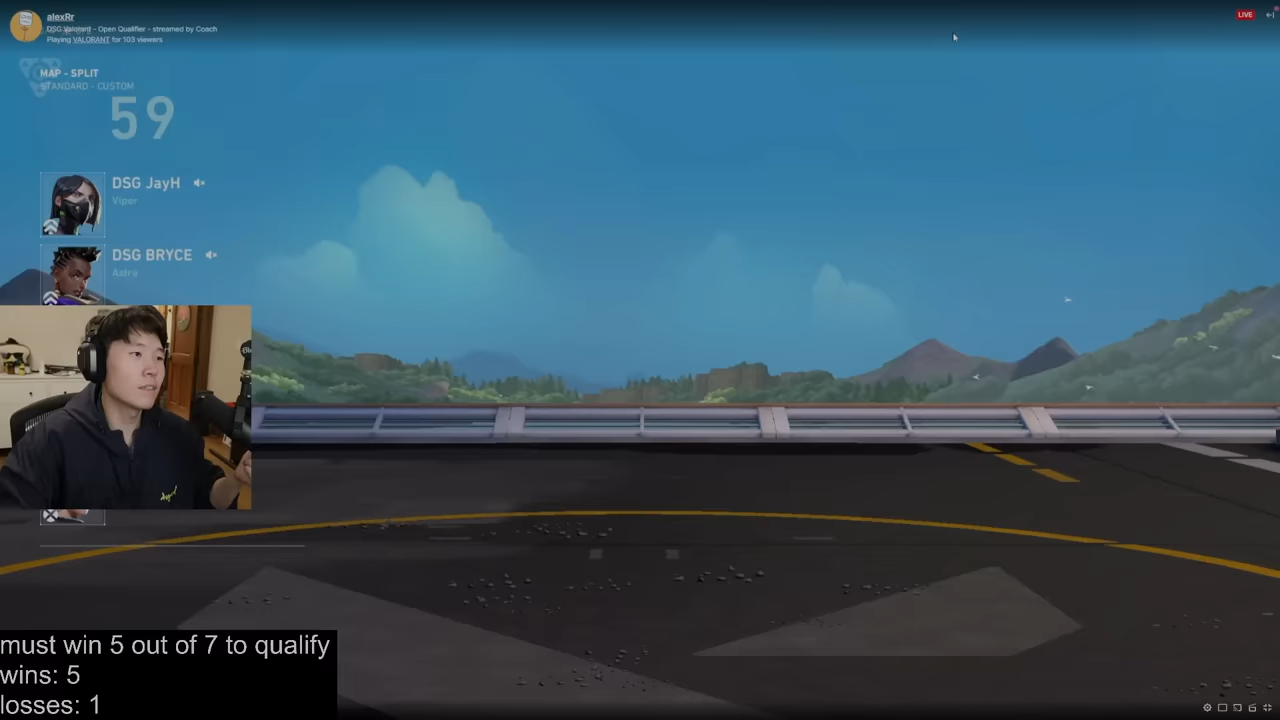 alexRr
DSG Valorant - Open Qualifier - streamed by Coach
Playing VALORANT for 103 viewers
LIVE
MAP - SPLIT
STANDARD - CUSTOM
59
DSG JayH
Viper
DSG BRYCE
Astra
must win 5 out of 7 to qualify
wins: 5
losses: 1